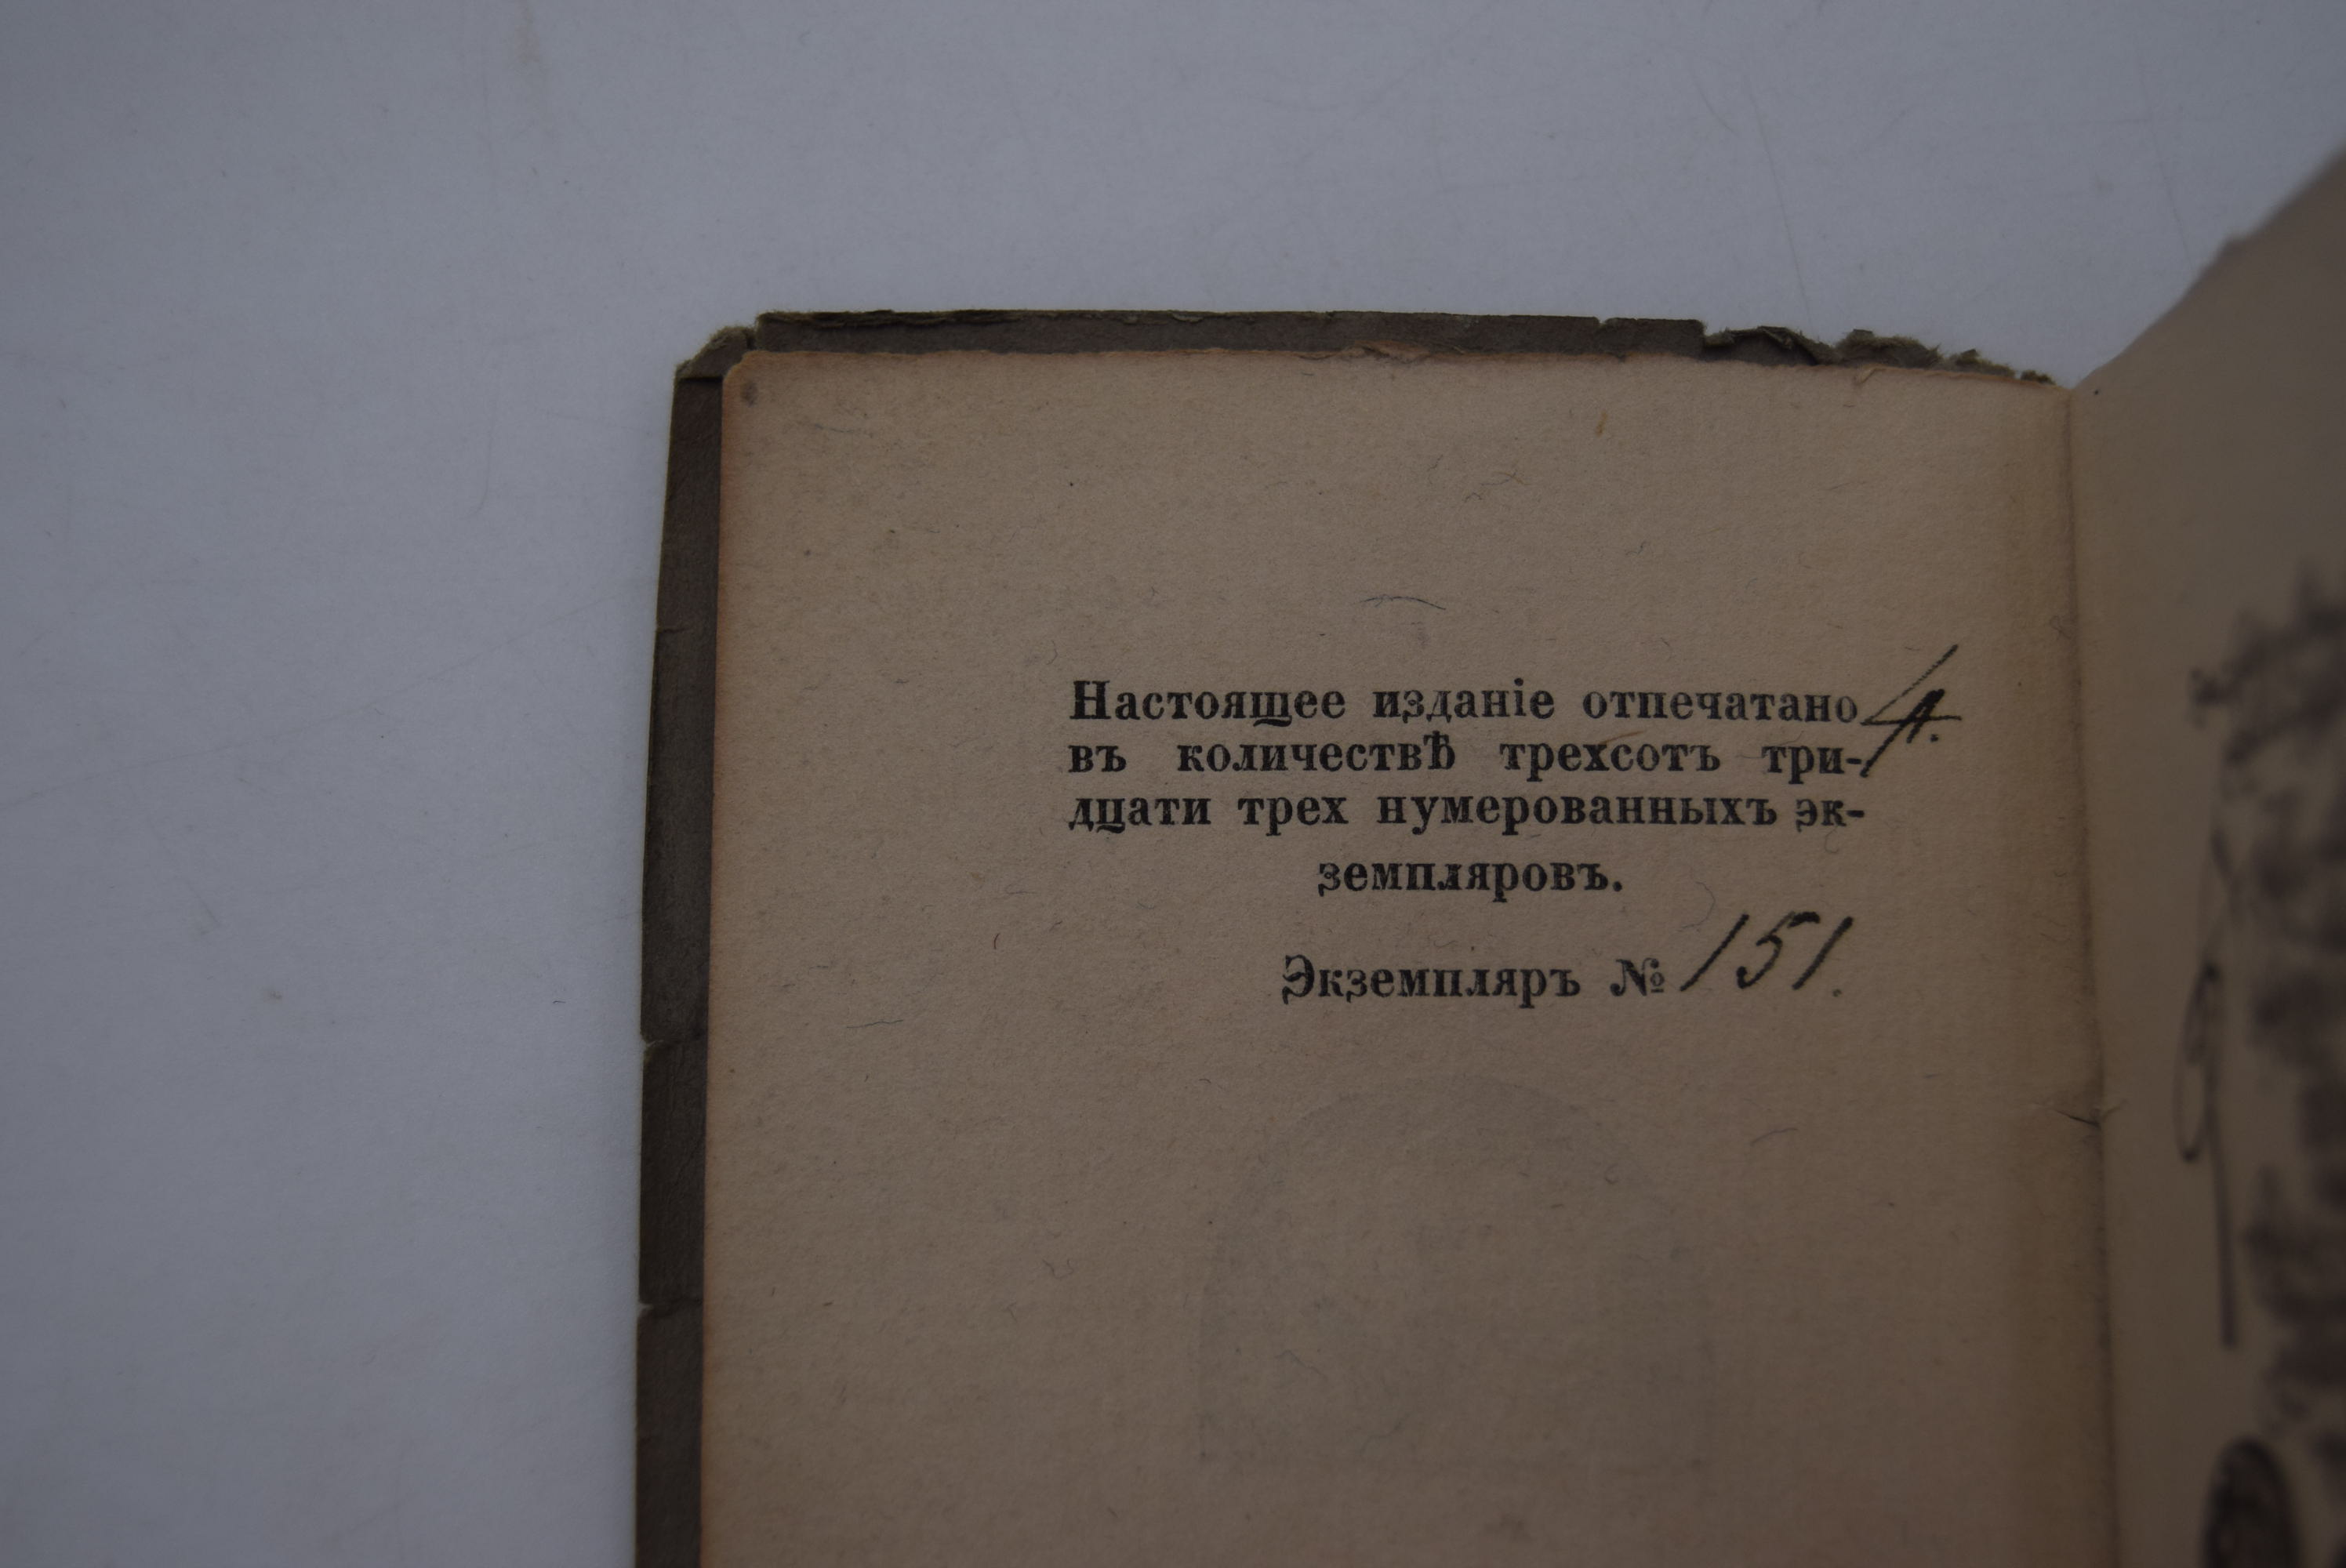 Настоящее изданіе отпечатано
въ количествѣ трехсотъ три-
дцати трех нумерованныхъ эк-
земпляровъ.
Экземпляръ № 151.